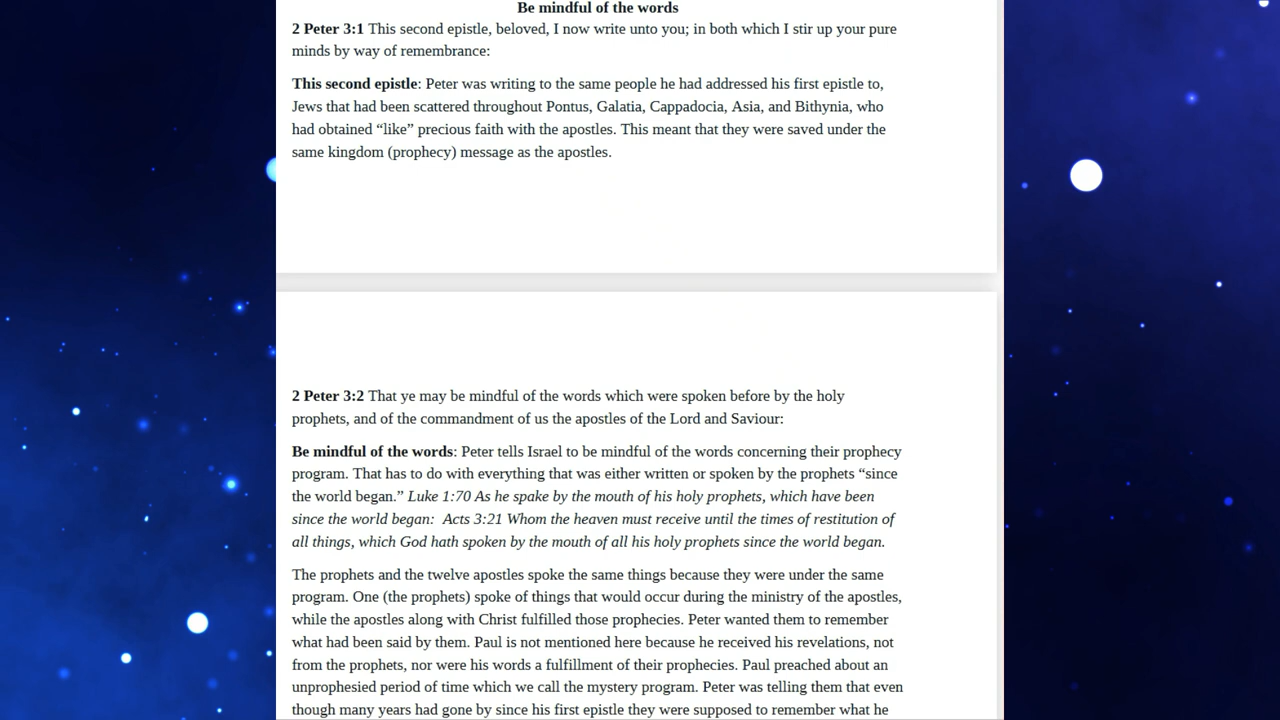 Be mindful of the words
2 Peter 3:1 This second epistle, beloved, I now write unto you; in both which I stir up your pure
minds by way of remembrance:
This second epistle: Peter was writing to the same people he had addressed his first epistle to,
Jews that had been scattered throughout Pontus, Galatia, Cappadocia, Asia, and Bithynia, who
had obtained “like” precious faith with the apostles. This meant that they were saved under the
same kingdom (prophecy) message as the apostles.
2 Peter 3:2 That ye may be mindful of the words which were spoken before by the holy
prophets, and of the commandment of us the apostles of the Lord and Saviour:
Be mindful of the words: Peter tells Israel to be mindful of the words concerning their prophecy
program. That has to do with everything that was either written or spoken by the prophets “since
the world began.” Luke 1:70 As he spake by the mouth of his holy prophets, which have been
since the world began:  Acts 3:21 Whom the heaven must receive until the times of restitution of
all things, which God hath spoken by the mouth of all his holy prophets since the world began.
The prophets and the twelve apostles spoke the same things because they were under the same
program. One (the prophets) spoke of things that would occur during the ministry of the apostles,
while the apostles along with Christ fulfilled those prophecies. Peter wanted them to remember
what had been said by them. Paul is not mentioned here because he received his revelations, not
from the prophets, nor were his words a fulfillment of their prophecies. Paul preached about an
unprophesied period of time which we call the mystery program. Peter was telling them that even
though many years had gone by since his first epistle they were supposed to remember what he